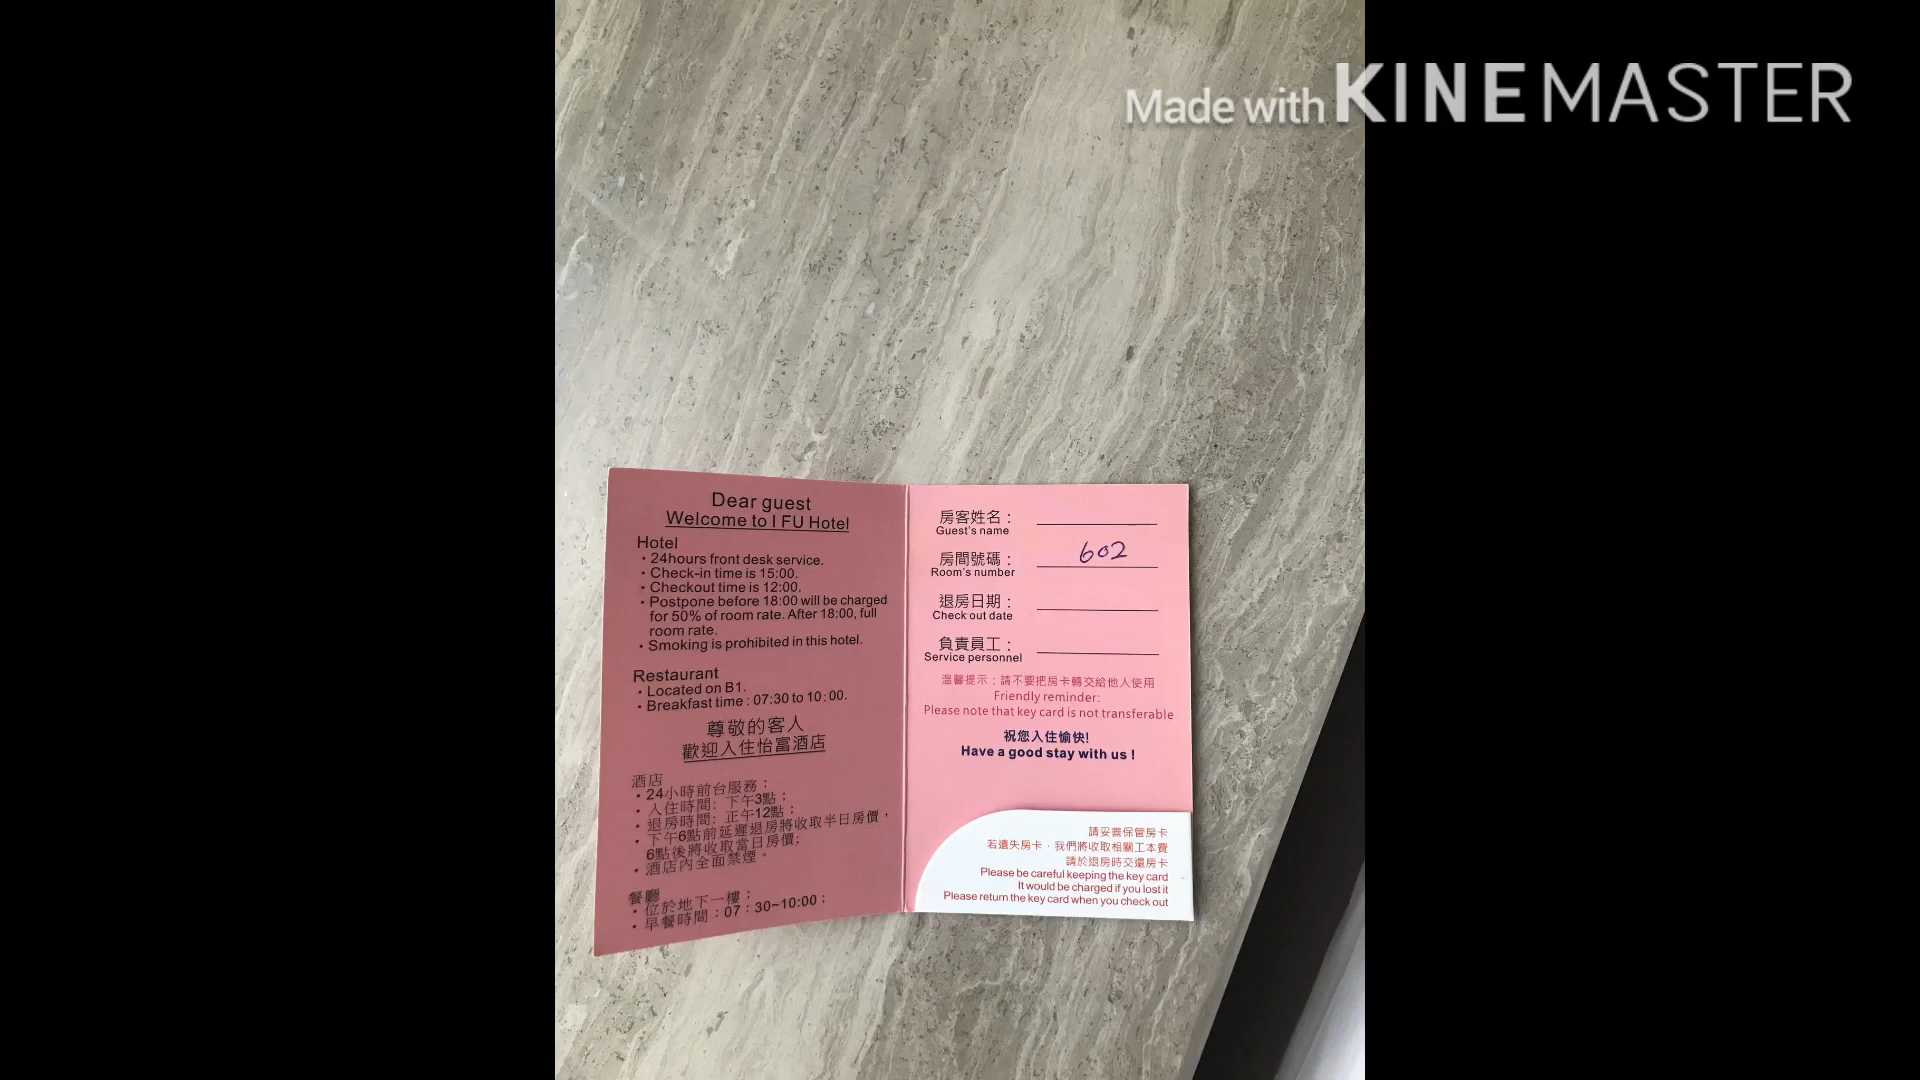 Made with KINEMASTER
Dear guest
Welcome to I FU Hotel
Hotel
・24hours front desk service.
・Check-in time is 15:00.
・Checkout time is 12:00.
・Postpone before 18:00 will be charged
for 50% of room rate. After 18:00, full
room rate.
・Smoking is prohibited in this hotel.
Restaurant
・Located on B1.
・Breakfast time : 07:30 to 10:00.
尊敬的客人
歡迎入住怡富酒店
酒店
・24小時前台服務；
・入住時間: 下午3點；
・退房時間: 正午12點；
・下午6點前延遲退房將收取半日房價，
6點後將收取當日房價;
・酒店內全面禁煙。
餐廳
・位於地下一樓；
・早餐時間：07：30~10:00；
房客姓名：
Guest's name
房間號碼： 602
Room's number
退房日期：
Check out date
負責員工：
Service personnel
溫馨提示：請不要把房卡轉交給他人使用
Friendly reminder:
Please note that key card is not transferable
祝您入住愉快!
Have a good stay with us !
請妥善保管房卡
若遺失房卡，我們將收取相關工本費
請於退房時交還房卡
Please be careful keeping the key card
It would be charged if you lost it
Please return the key card when you check out